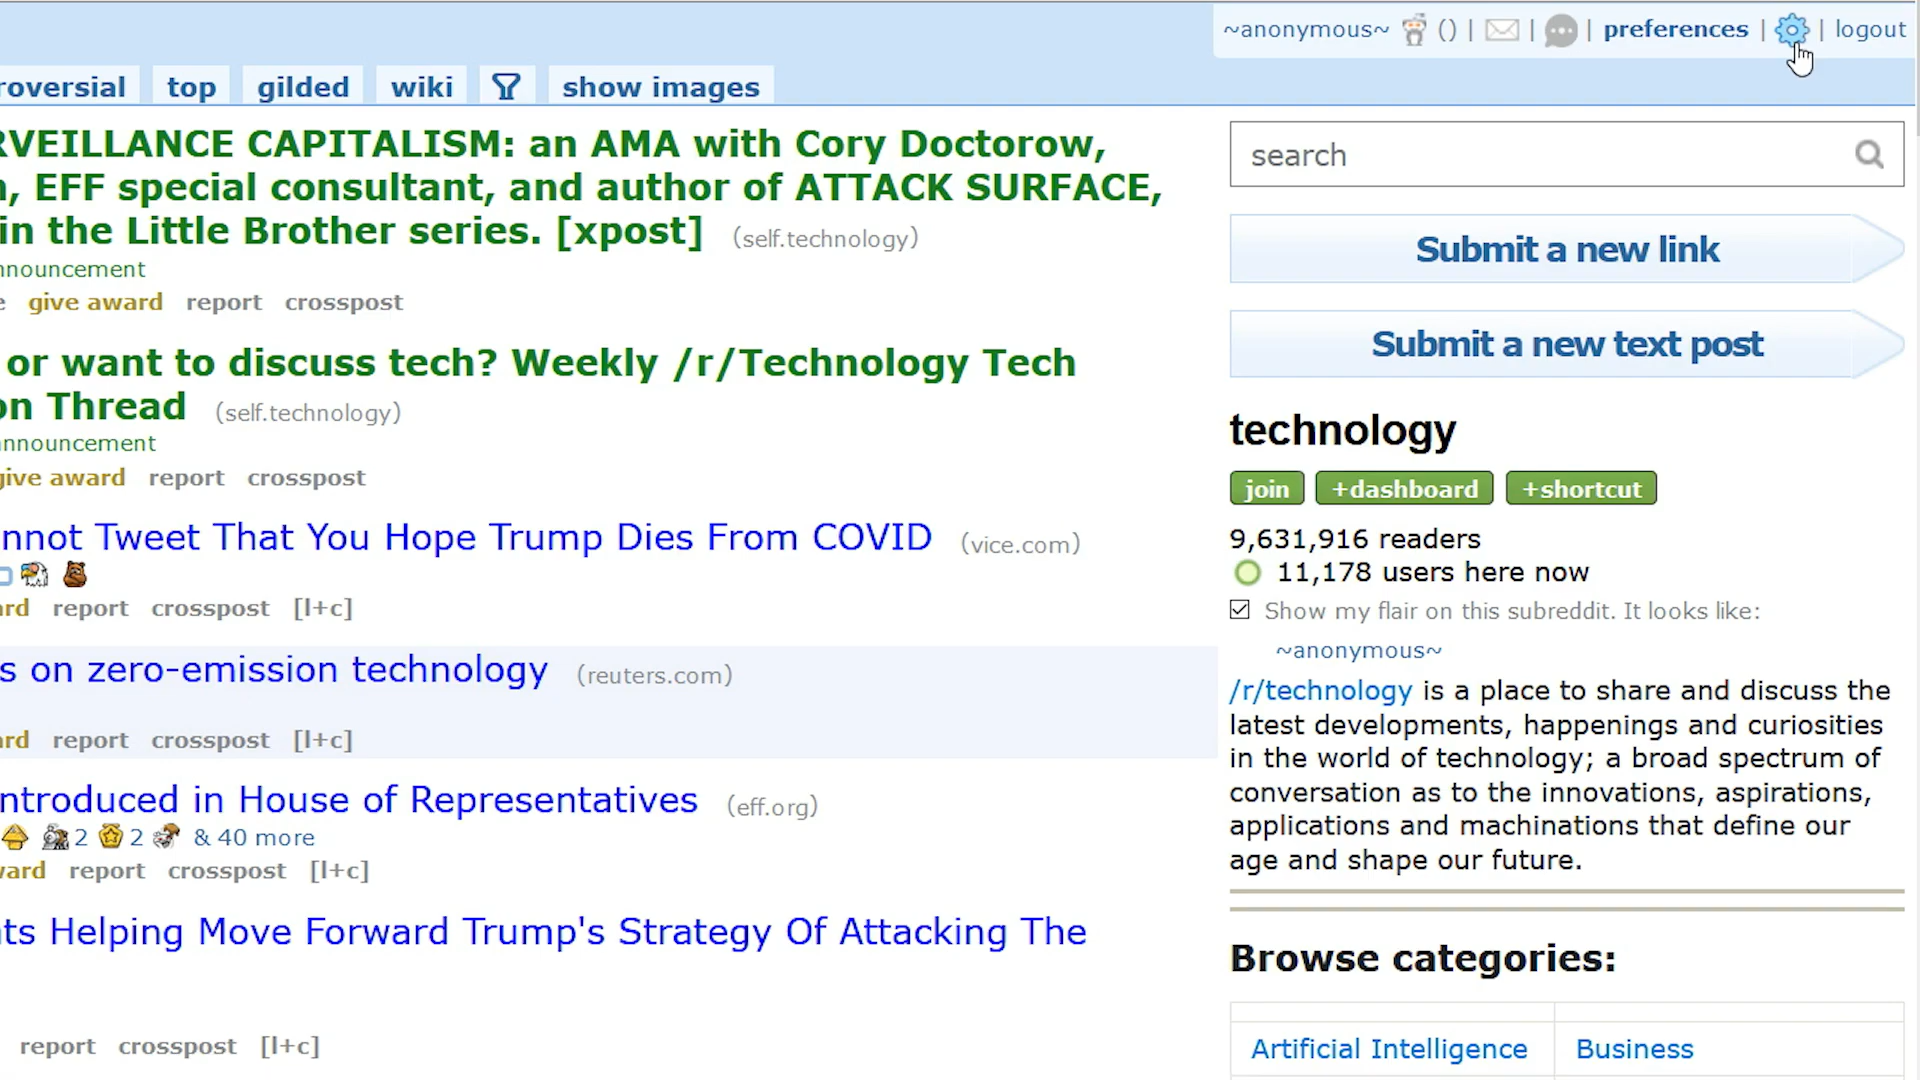 ~anonymous~ () | | | preferences | | logout
roversial top gilded wiki show images
RVEILLANCE CAPITALISM: an AMA with Cory Doctorow,
, EFF special consultant, and author of ATTACK SURFACE,
in the Little Brother series. [xpost] (self.technology)
nnouncement
e give award report crosspost
or want to discuss tech? Weekly /r/Technology Tech
on Thread (self.technology)
announcement
give award report crosspost
nnot Tweet That You Hope Trump Dies From COVID (vice.com)
ard report crosspost [l+c]
s on zero-emission technology (reuters.com)
ard report crosspost [l+c]
ntroduced in House of Representatives (eff.org)
2 2 & 40 more
ward report crosspost [l+c]
ts Helping Move Forward Trump's Strategy Of Attacking The
report crosspost [l+c]
search
Submit a new link
Submit a new text post
technology
join +dashboard +shortcut
9,631,916 readers
11,178 users here now
Show my flair on this subreddit. It looks like:
~anonymous~
/r/technology is a place to share and discuss the
latest developments, happenings and curiosities
in the world of technology; a broad spectrum of
conversation as to the innovations, aspirations,
applications and machinations that define our
age and shape our future.
Browse categories:
Artificial Intelligence Business